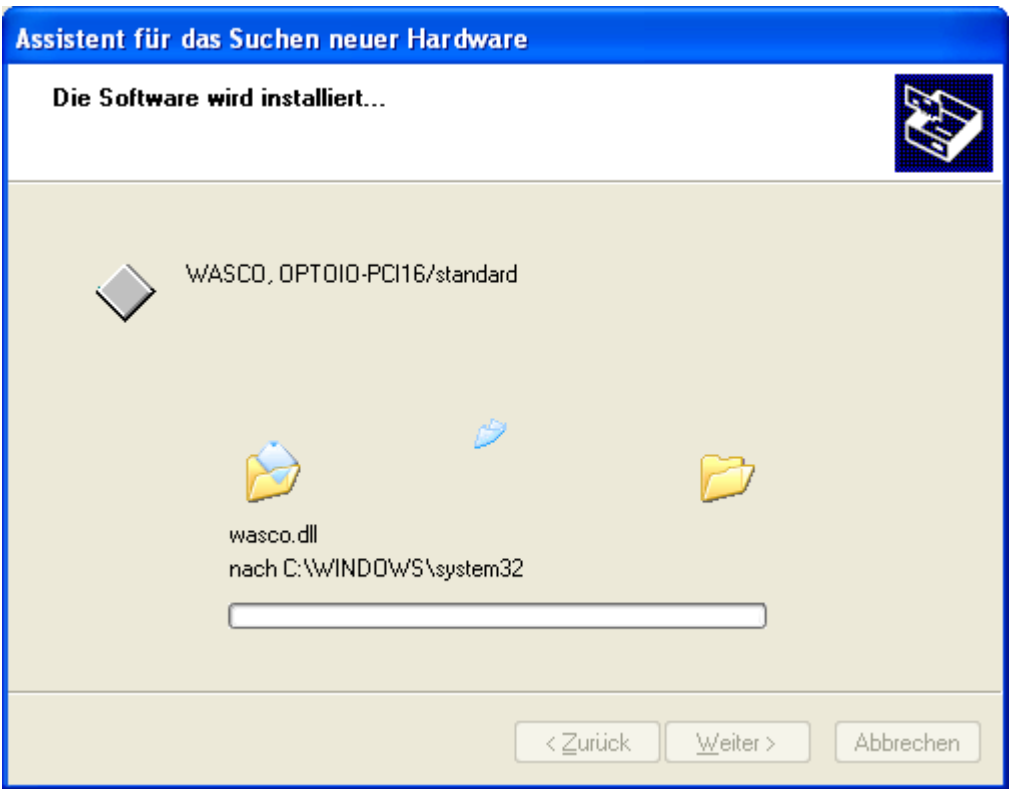 Assistent für das Suchen neuer Hardware
Die Software wird installiert...
WASCO, OPTOIO-PCI16/standard
wasco.dll
nach C:\WINDOWS\system32
< Zurück
Weiter >
Abbrechen